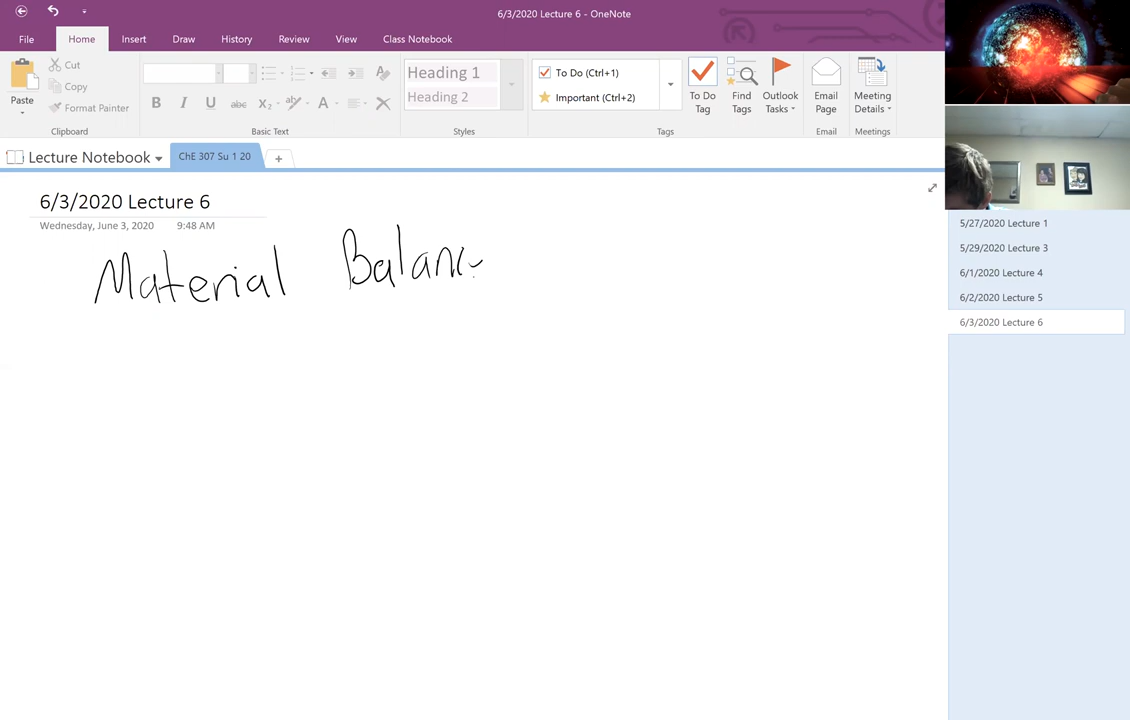 6/3/2020 Lecture 6 - OneNote
File Home Insert Draw History Review View Class Notebook
Paste
Cut
Copy
Format Painter
Clipboard
B I U abc X₂ ab A
Basic Text
Heading 1
Heading 2
Styles
To Do (Ctrl+1)
Important (Ctrl+2)
To Do Tag
Find Tags
Outlook Tasks
Tags
Email Page
Email
Meeting Details
Meetings
Lecture Notebook ChE 307 Su 1 20 +
6/3/2020 Lecture 6
Wednesday, June 3, 2020 9:48 AM
Material Balanc
5/27/2020 Lecture 1
5/29/2020 Lecture 3
6/1/2020 Lecture 4
6/2/2020 Lecture 5
6/3/2020 Lecture 6